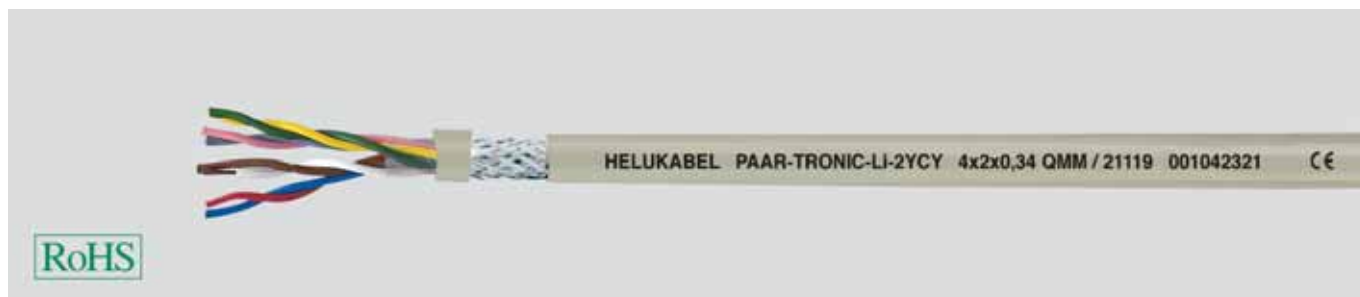 HELUKABEL PAAR-TRONIC-LI-2YCY 4x2x0,34 QMM / 21119 001042321 CE
RoHS